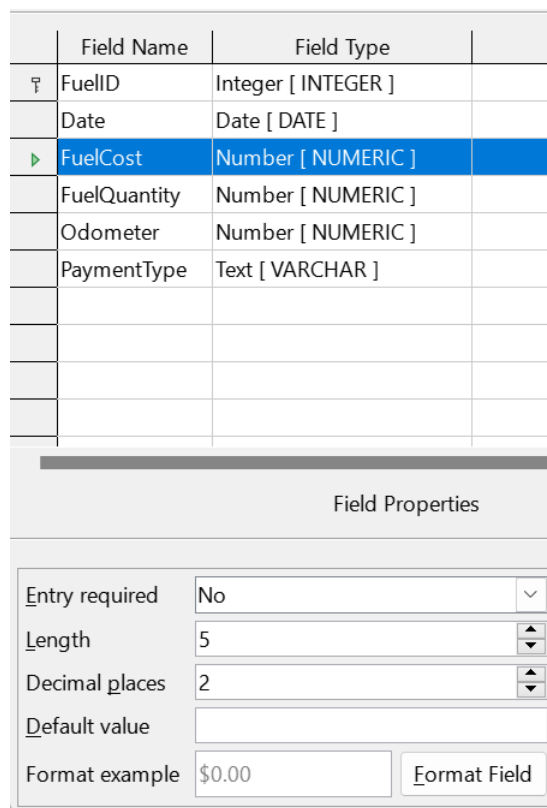 Field Name Field Type
FuelID Integer [ INTEGER ]
Date Date [ DATE ]
FuelCost Number [ NUMERIC ]
FuelQuantity Number [ NUMERIC ]
Odometer Number [ NUMERIC ]
PaymentType Text [ VARCHAR ]
Field Properties
Entry required No
Length 5
Decimal places 2
Default value
Format example $0.00 Format Field